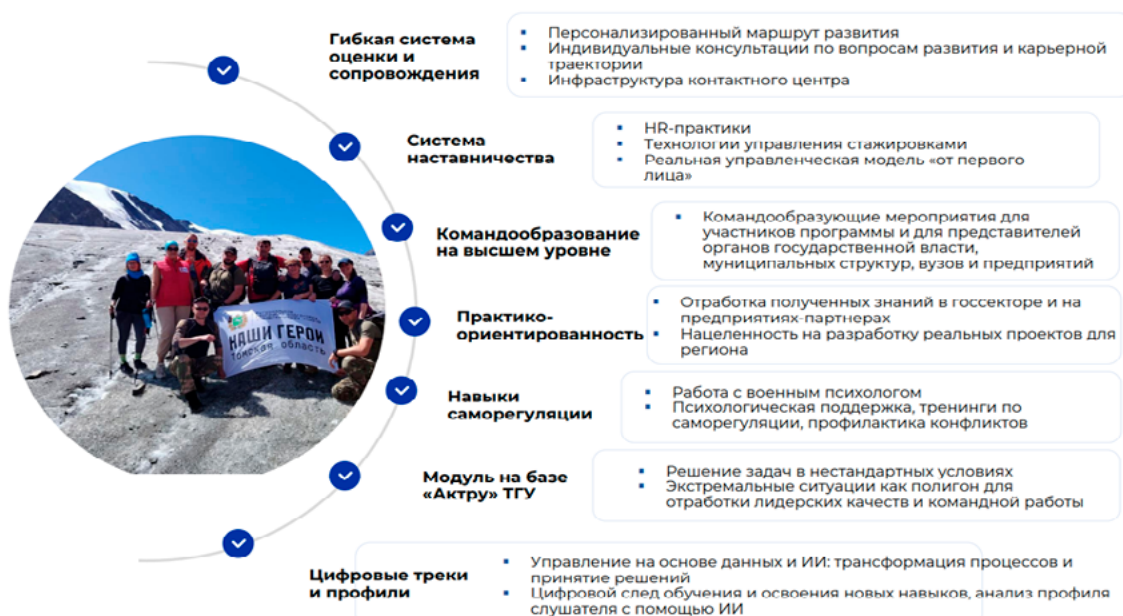 Гибкая система
оценки и
сопровождения
▪ Персонализированный маршрут развития
▪ Индивидуальные консультации по вопросам развития и карьерной
траектории
▪ Инфраструктура контактного центра
Система
наставничества
▪ HR-практики
▪ Технологии управления стажировками
▪ Реальная управленческая модель «от первого
лица»
Командообразование
на высшем уровне
▪ Командообразующие мероприятия для
участников программы и для представителей
органов государственной власти,
муниципальных структур, вузов и предприятий
Практико-
ориентированность
▪ Отработка полученных знаний в госсекторе и на
предприятиях-партнерах
▪ Нацеленность на разработку реальных проектов для
региона
НАШИ ГЕРОИ
Томская область
Навыки
саморегуляции
▪ Работа с военным психологом
▪ Психологическая поддержка, тренинги по
саморегуляции, профилактика конфликтов
Модуль на базе
«Актру» ТГУ
▪ Решение задач в нестандартных условиях
▪ Экстремальные ситуации как полигон для
отработки лидерских качеств и командной работы
Цифровые треки
и профили
▪ Управление на основе данных и ИИ: трансформация процессов и
принятие решений
▪ Цифровой след обучения и освоения новых навыков, анализ профиля
слушателя с помощью ИИ